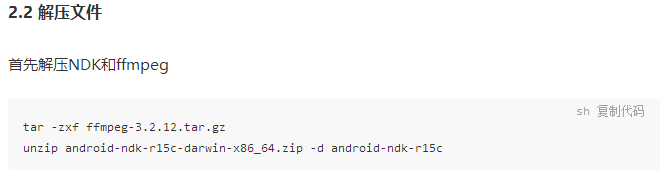 2.2 解压文件
首先解压NDK和ffmpeg
sh 复制代码
tar -zxf ffmpeg-3.2.12.tar.gz
unzip android-ndk-r15c-darwin-x86_64.zip -d android-ndk-r15c